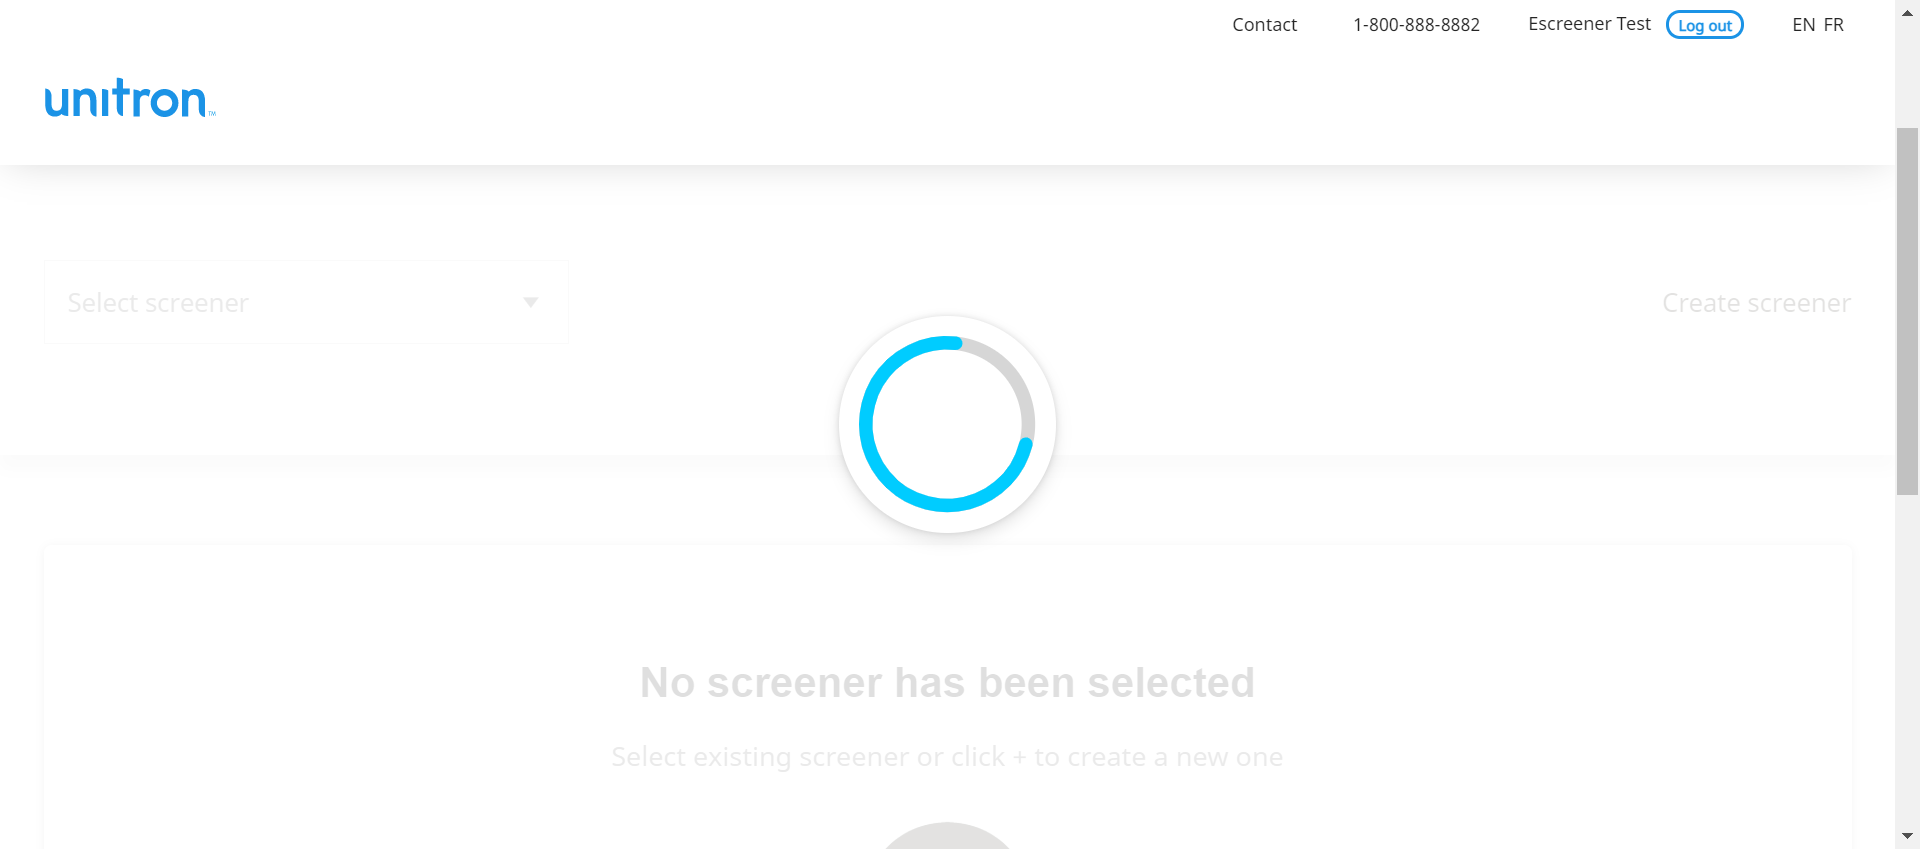 Contact 1-800-888-8882 Escreener Test Log out EN FR
unitron™
Select screener
Create screener
No screener has been selected
Select existing screener or click + to create a new one